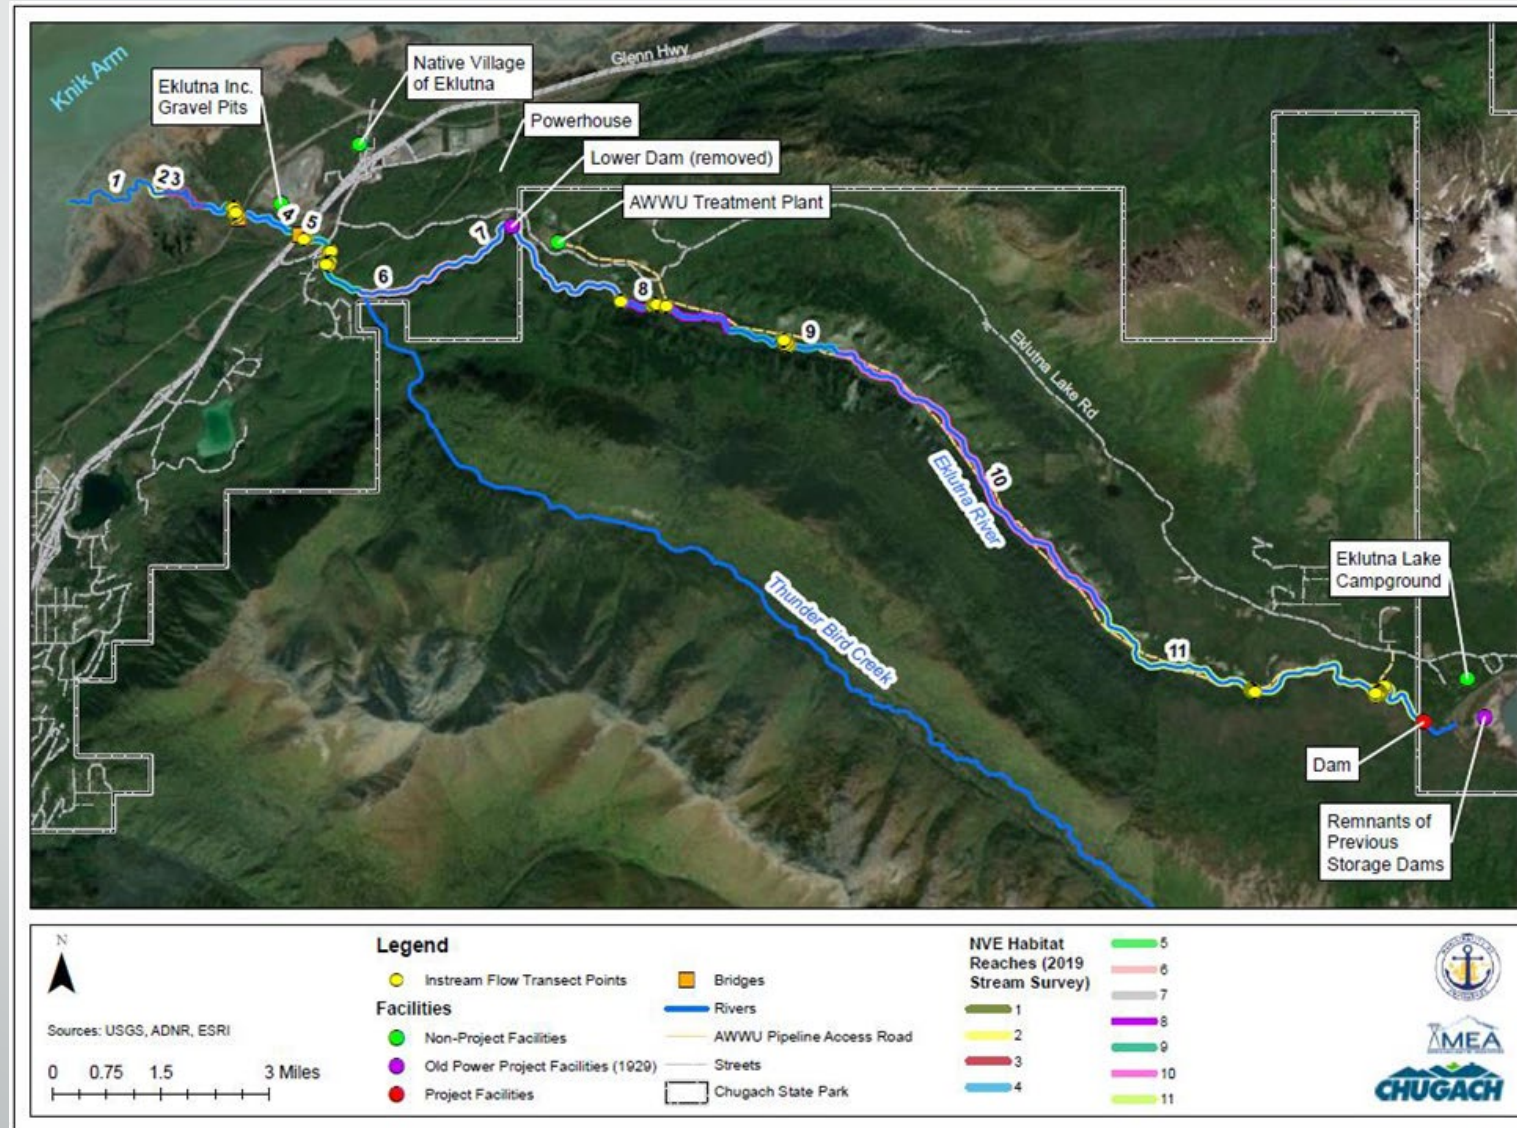 Knik Arm
Eklutna Inc.
Gravel Pits
Native Village
of Eklutna
Glenn Hwy
Powerhouse
Lower Dam (removed)
AWWU Treatment Plant
1
2
3
4
5
6
7
8
9
10
11
Eklutna Lake Rd
Eklutna River
Thunder Bird Creek
Eklutna Lake
Campground
Dam
Remnants of
Previous
Storage Dams
N
Sources: USGS, ADNR, ESRI
0 0.75 1.5 3 Miles
Legend
Instream Flow Transect Points
Facilities
Non-Project Facilities
Old Power Project Facilities (1929)
Project Facilities
Bridges
Rivers
AWWU Pipeline Access Road
Streets
Chugach State Park
NVE Habitat
Reaches (2019
Stream Survey)
1
2
3
4
5
6
7
8
9
10
11
MEA
CHUGACH